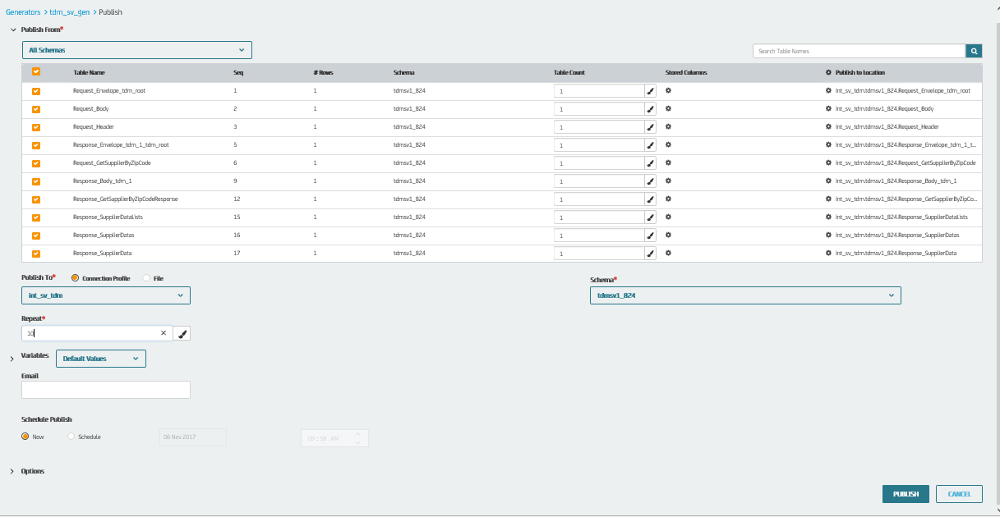 Generators > tdm_sv_gen > Publish
Publish From*
All Schemas
Search Table Names
Table Name Seq # Rows Schema Table Count Stored Columns Publish to Location
Request_Envelope_tdm_root 1 1 tdmsv1_824 1 int_sv_tdm.tdmsv1_824.Request_Envelope_tdm_root
Request_Body 2 1 tdmsv1_824 1 int_sv_tdm.tdmsv1_824.Request_Body
Request_Header 3 1 tdmsv1_824 1 int_sv_tdm.tdmsv1_824.Request_Header
Response_Envelope_tdm_1_tdm_root 5 1 tdmsv1_824 1 int_sv_tdm.tdmsv1_824.Response_Envelope_tdm_1_t...
Request_GetSupplierByZipCode 6 1 tdmsv1_824 1 int_sv_tdm.tdmsv1_824.Request_GetSupplierByZipCode
Response_Body_tdm_1 9 1 tdmsv1_824 1 int_sv_tdm.tdmsv1_824.Response_Body_tdm_1
Response_GetSupplierByZipCodeResponse 12 1 tdmsv1_824 1 int_sv_tdm.tdmsv1_824.Response_GetSupplierByZipCo...
Response_SupplierDataLists 15 1 tdmsv1_824 1 int_sv_tdm.tdmsv1_824.Response_SupplierDataLists
Response_SupplierDatas 16 1 tdmsv1_824 1 int_sv_tdm.tdmsv1_824.Response_SupplierDatas
Response_SupplierData 17 1 tdmsv1_824 1 int_sv_tdm.tdmsv1_824.Response_SupplierData
Publish To* Connection Profile File
Schema*
int_sv_tdm tdmsv1_824
Repeat*
10
Variables Default Values
Email
Schedule Publish
Now Schedule 06 Nov 2017 AM
Options
PUBLISH CANCEL